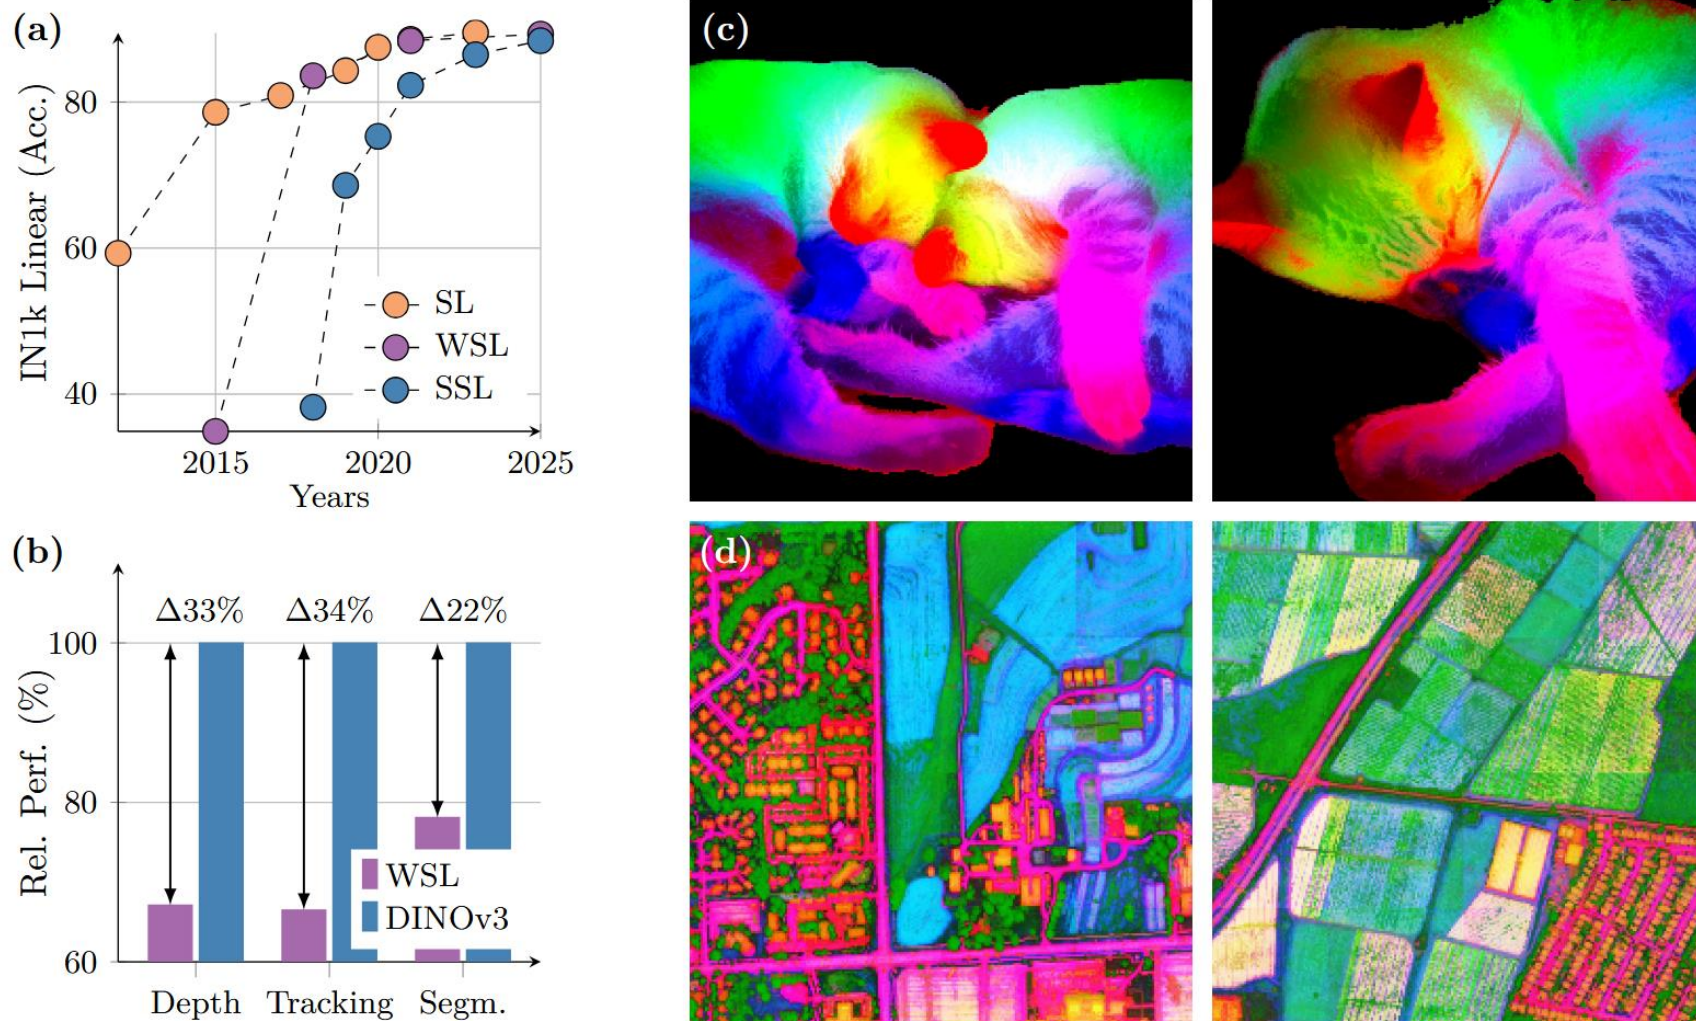 (a)
IN1k Linear (Acc.)
80
60
40
SL
WSL
SSL
2015 2020 2025
Years
(b)
Rel. Perf. (%)
Δ33% Δ34% Δ22%
100
80
60
WSL
DINOv3
Depth Tracking Segm.
(c)
(d)